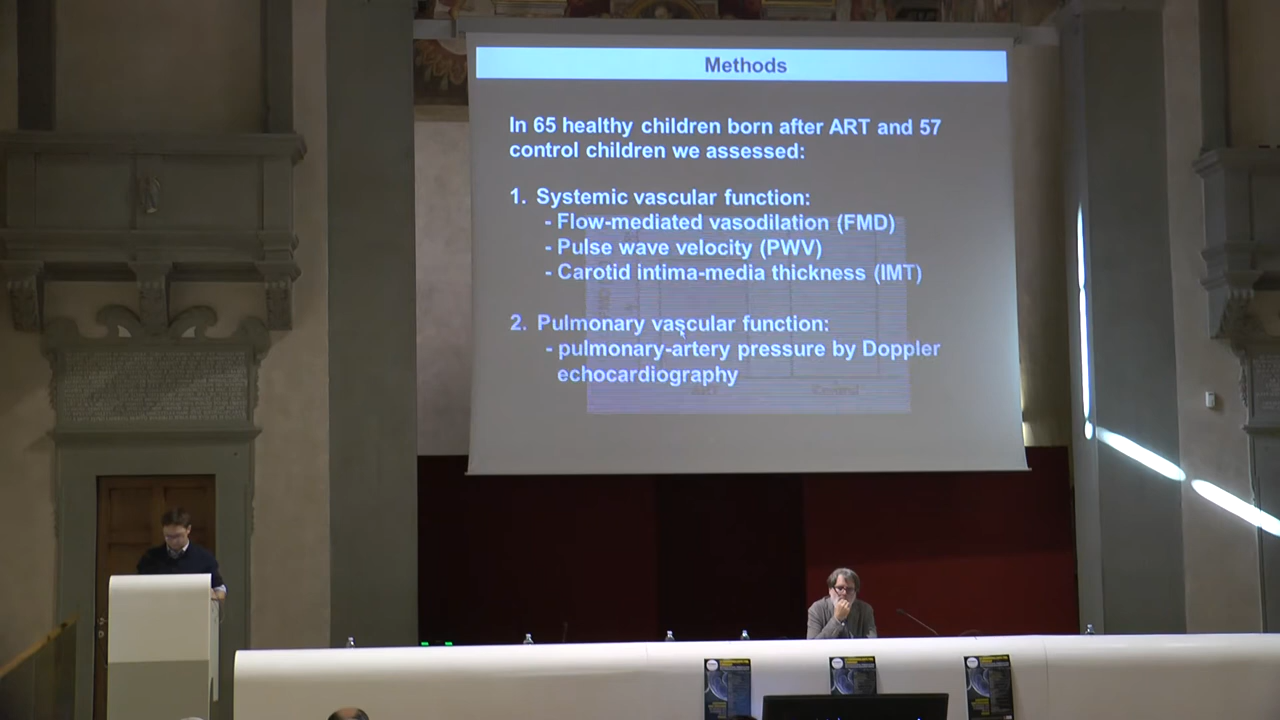 Methods
In 65 healthy children born after ART and 57
control children we assessed:
1. Systemic vascular function:
- Flow-mediated vasodilation (FMD)
- Pulse wave velocity (PWV)
- Carotid intima-media thickness (IMT)
2. Pulmonary vascular function:
- pulmonary-artery pressure by Doppler
echocardiography
ART
Control